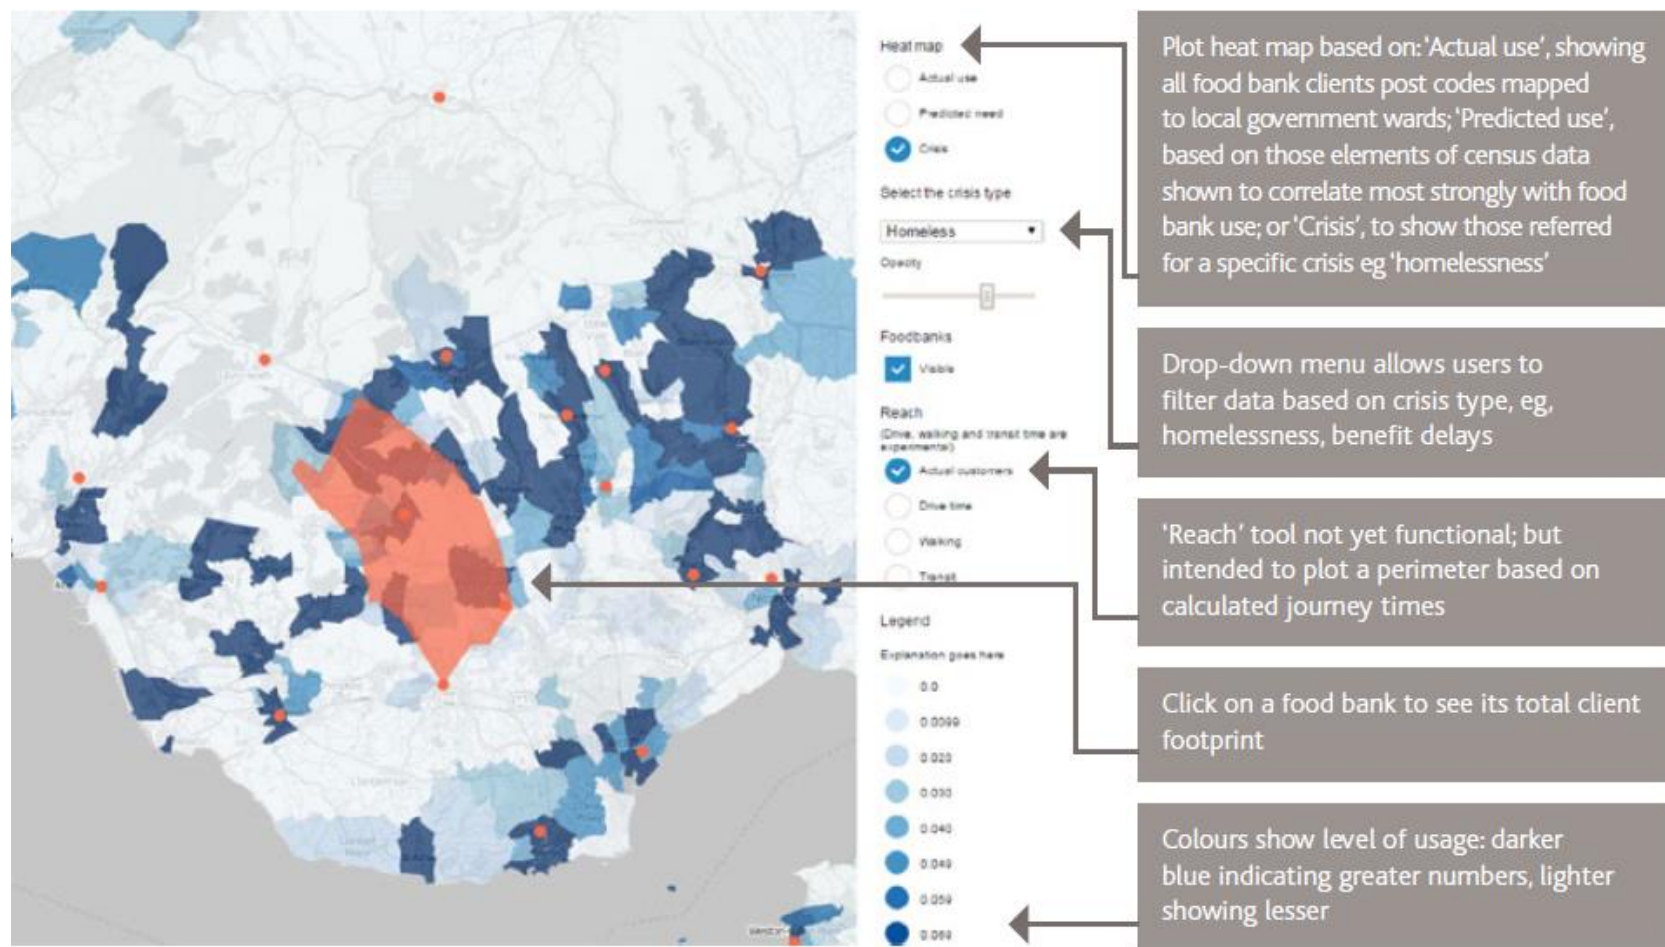 Heat map
Actual use
Predicted need
Crisis
Select the crisis type
Homeless
Opacity
Foodbanks
Visible
Reach
(Drive, walking and transit time are
experimental)
Actual customers
Drive time
Walking
Transit
Legend
Explanation goes here
0.0
0.0099
0.020
0.030
0.040
0.049
0.059
0.069
Plot heat map based on: ‘Actual use’, showing
all food bank clients post codes mapped
to local government wards; ‘Predicted use’,
based on those elements of census data
shown to correlate most strongly with food
bank use; or ‘Crisis’, to show those referred
for a specific crisis eg ‘homelessness’
Drop-down menu allows users to
filter data based on crisis type, eg,
homelessness, benefit delays
‘Reach’ tool not yet functional; but
intended to plot a perimeter based on
calculated journey times
Click on a food bank to see its total client
footprint
Colours show level of usage: darker
blue indicating greater numbers, lighter
showing lesser